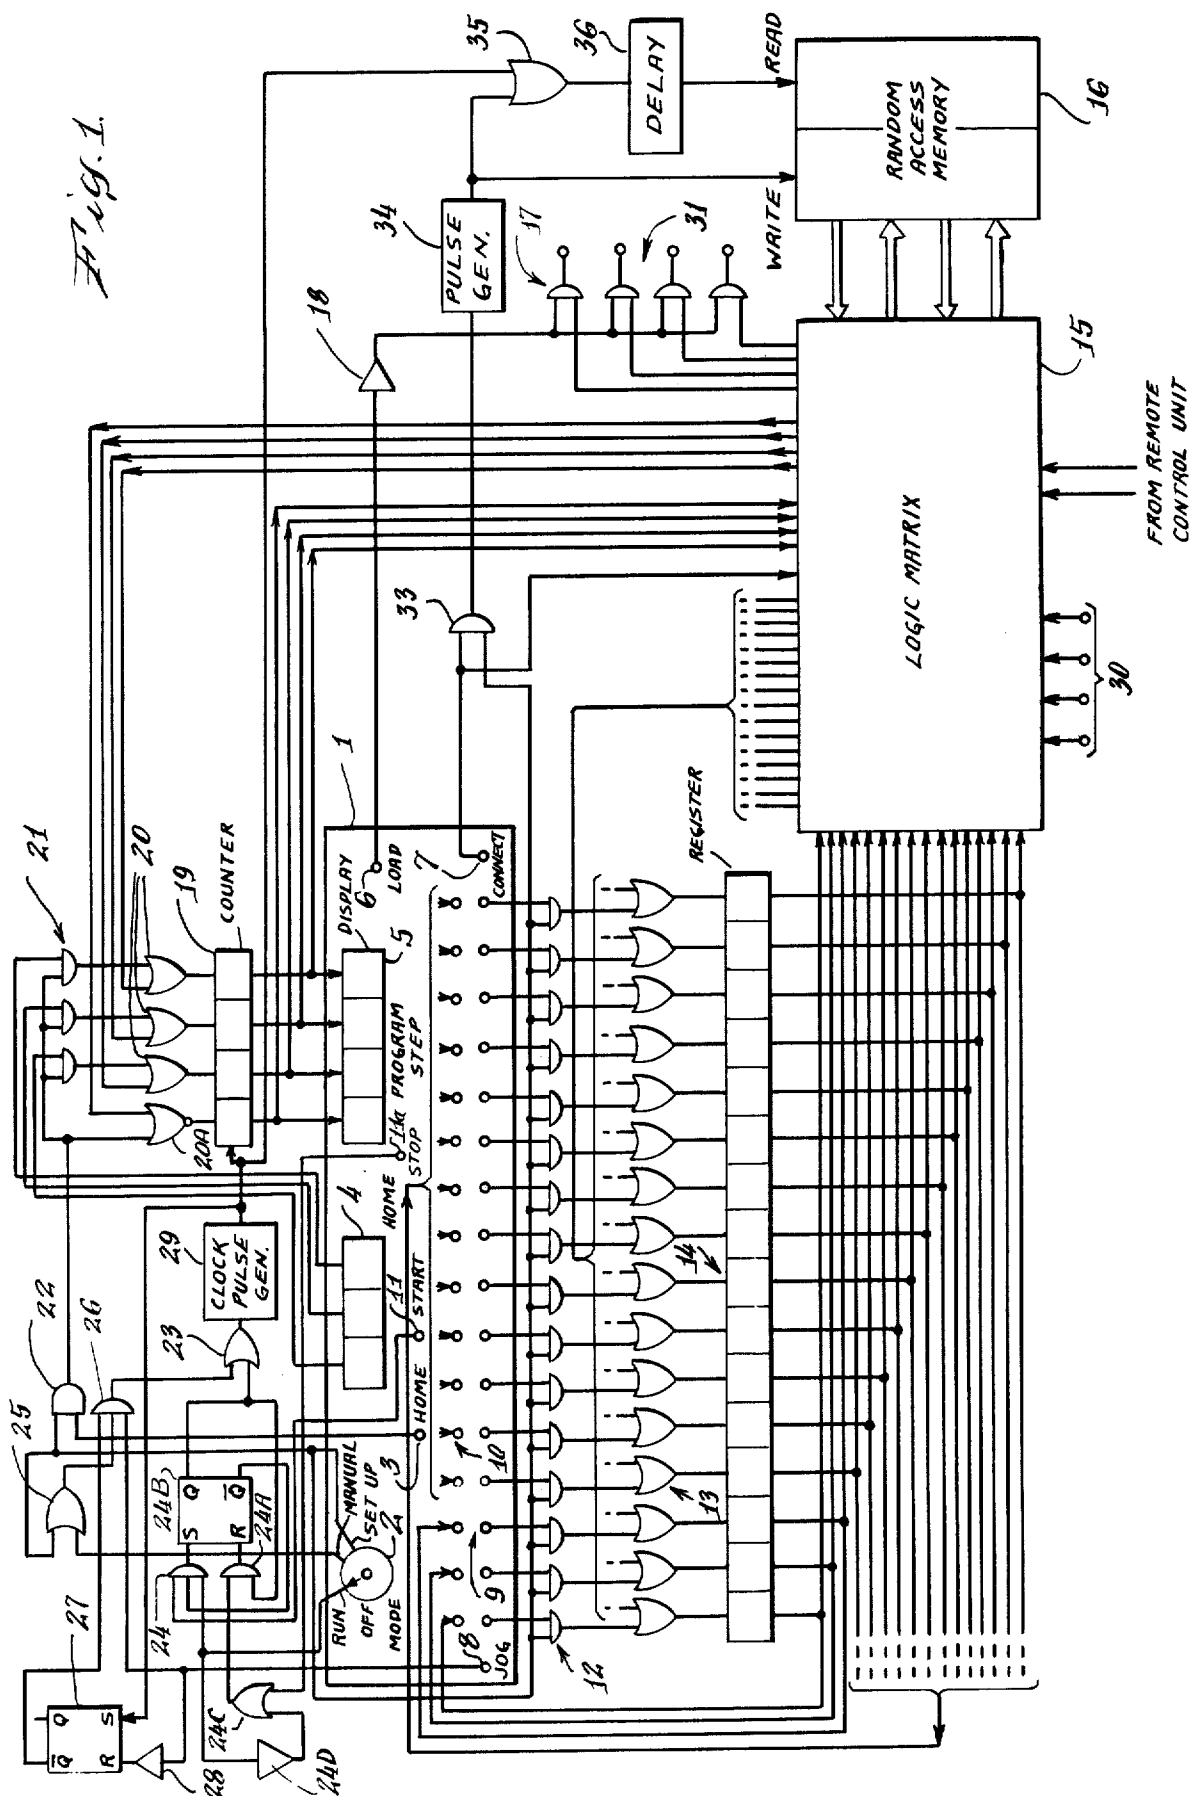 Fig. 1.
35
36
DELAY
READ
RANDOM
ACCESS
MEMORY
16
WRITE
34
PULSE
GEN.
18
17
31
33
15
LOGIC MATRIX
FROM REMOTE
CONTROL UNIT
30
21
20
19
COUNTER
20A
1
DISPLAY
5
6
LOAD
7
CONNECT
PROGRAM
STEP
11a
STOP
HOME
4
11
START
HOME
3
MANUAL
SET UP
2
RUN
OFF
MODE
8
JOG
9
10
12
13
14
REGISTER
22
26
29
CLOCK
PULSE
GEN.
23
25
24B
S
Q
R
Q
24A
24
27
Q
Q
R
S
28
24C
24D